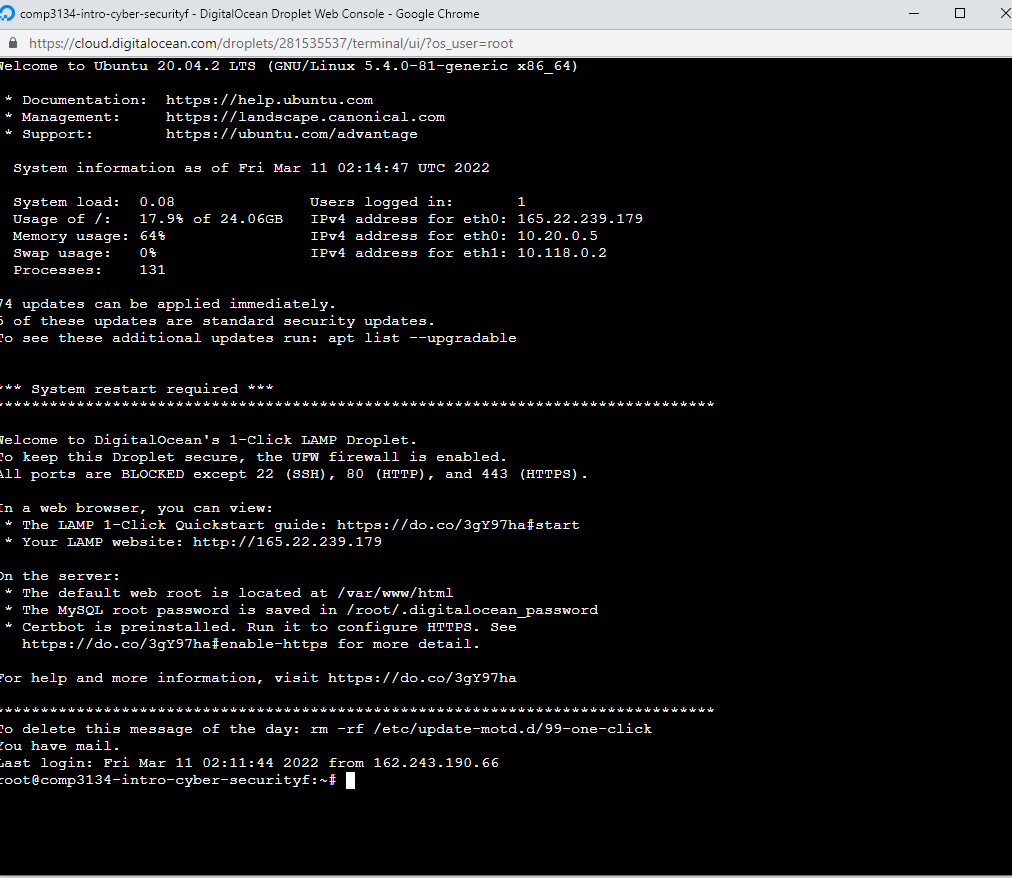 comp3134-intro-cyber-securityf - DigitalOcean Droplet Web Console - Google Chrome
https://cloud.digitalocean.com/droplets/281535537/terminal/ui/?os_user=root
Welcome to Ubuntu 20.04.2 LTS (GNU/Linux 5.4.0-81-generic x86_64)
* Documentation:  https://help.ubuntu.com
* Management:     https://landscape.canonical.com
* Support:        https://ubuntu.com/advantage
System information as of Fri Mar 11 02:14:47 UTC 2022
System load:  0.08               Users logged in:       1
Usage of /:   17.9% of 24.06GB   IPv4 address for eth0: 165.22.239.179
Memory usage: 64%                IPv4 address for eth0: 10.20.0.5
Swap usage:   0%                 IPv4 address for eth1: 10.118.0.2
Processes:    131
74 updates can be applied immediately.
5 of these updates are standard security updates.
To see these additional updates run: apt list --upgradable
*** System restart required ***
********************************************************************************
Welcome to DigitalOcean's 1-Click LAMP Droplet.
To keep this Droplet secure, the UFW firewall is enabled.
All ports are BLOCKED except 22 (SSH), 80 (HTTP), and 443 (HTTPS).
In a web browser, you can view:
* The LAMP 1-Click Quickstart guide: https://do.co/3gY97ha#start
* Your LAMP website: http://165.22.239.179
On the server:
* The default web root is located at /var/www/html
* The MySQL root password is saved in /root/.digitalocean_password
* Certbot is preinstalled. Run it to configure HTTPS. See
https://do.co/3gY97ha#enable-https for more detail.
For help and more information, visit https://do.co/3gY97ha
********************************************************************************
To delete this message of the day: rm -rf /etc/update-motd.d/99-one-click
You have mail.
Last login: Fri Mar 11 02:11:44 2022 from 162.243.190.66
root@comp3134-intro-cyber-securityf:~#